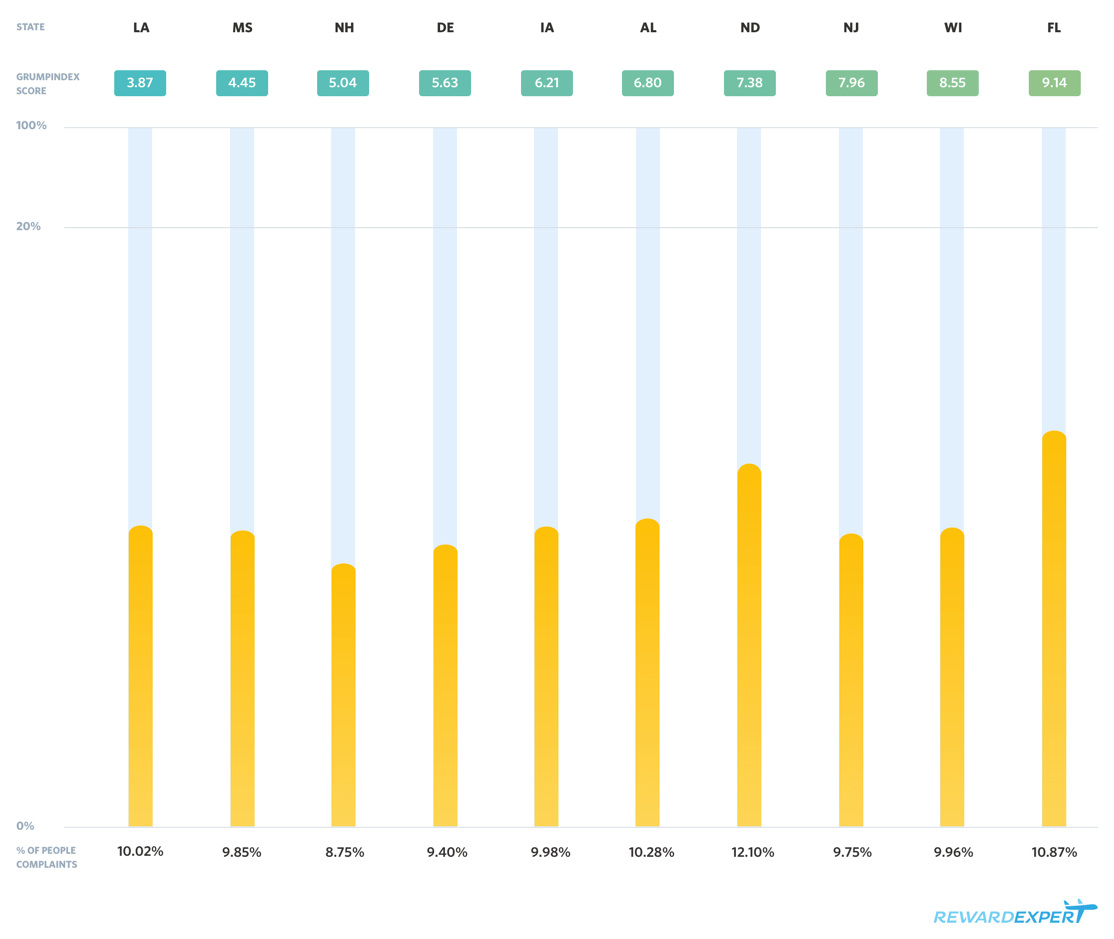 STATE LA MS NH DE IA AL ND NJ WI FL
GRUMPINDEX
SCORE
3.87 4.45 5.04 5.63 6.21 6.80 7.38 7.96 8.55 9.14
100%
20%
0%
% OF PEOPLE
COMPLAINTS
10.02% 9.85% 8.75% 9.40% 9.98% 10.28% 12.10% 9.75% 9.96% 10.87%
REWARDEXPERT